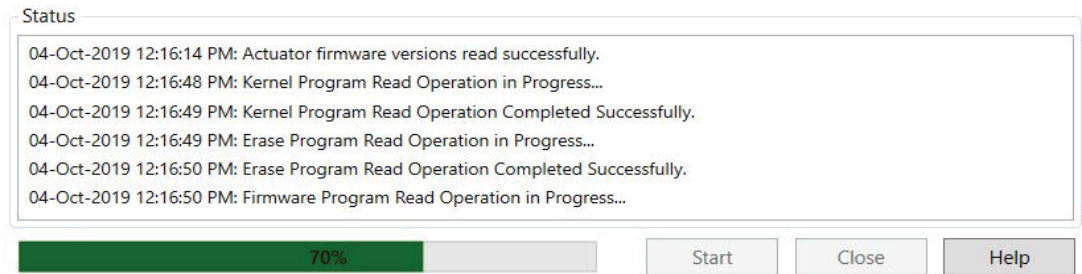 Status
04-Oct-2019 12:16:14 PM: Actuator firmware versions read successfully.
04-Oct-2019 12:16:48 PM: Kernel Program Read Operation in Progress...
04-Oct-2019 12:16:49 PM: Kernel Program Read Operation Completed Successfully.
04-Oct-2019 12:16:49 PM: Erase Program Read Operation in Progress...
04-Oct-2019 12:16:50 PM: Erase Program Read Operation Completed Successfully.
04-Oct-2019 12:16:50 PM: Firmware Program Read Operation in Progress...
70% Start Close Help